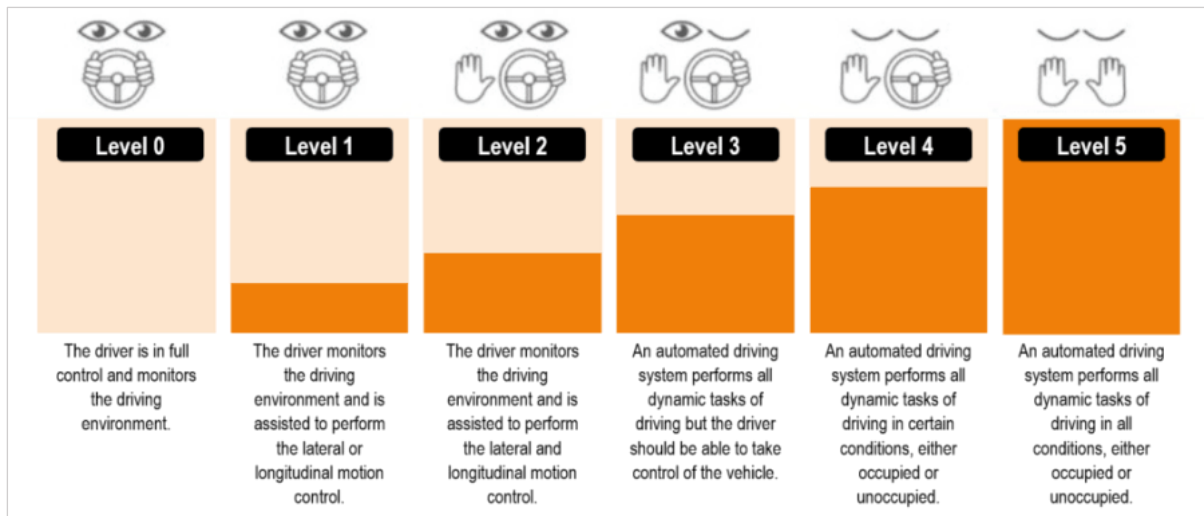 Level 0
Level 1
Level 2
Level 3
Level 4
Level 5
The driver is in full
control and monitors
the driving
environment.
The driver monitors
the driving
environment and is
assisted to perform
the lateral or
longitudinal motion
control.
The driver monitors
the driving
environment and is
assisted to perform
the lateral and
longitudinal motion
control.
An automated driving
system performs all
dynamic tasks of
driving but the driver
should be able to take
control of the vehicle.
An automated driving
system performs all
dynamic tasks of
driving in certain
conditions, either
occupied or
unoccupied.
An automated driving
system performs all
dynamic tasks of
driving in all
conditions, either
occupied or
unoccupied.